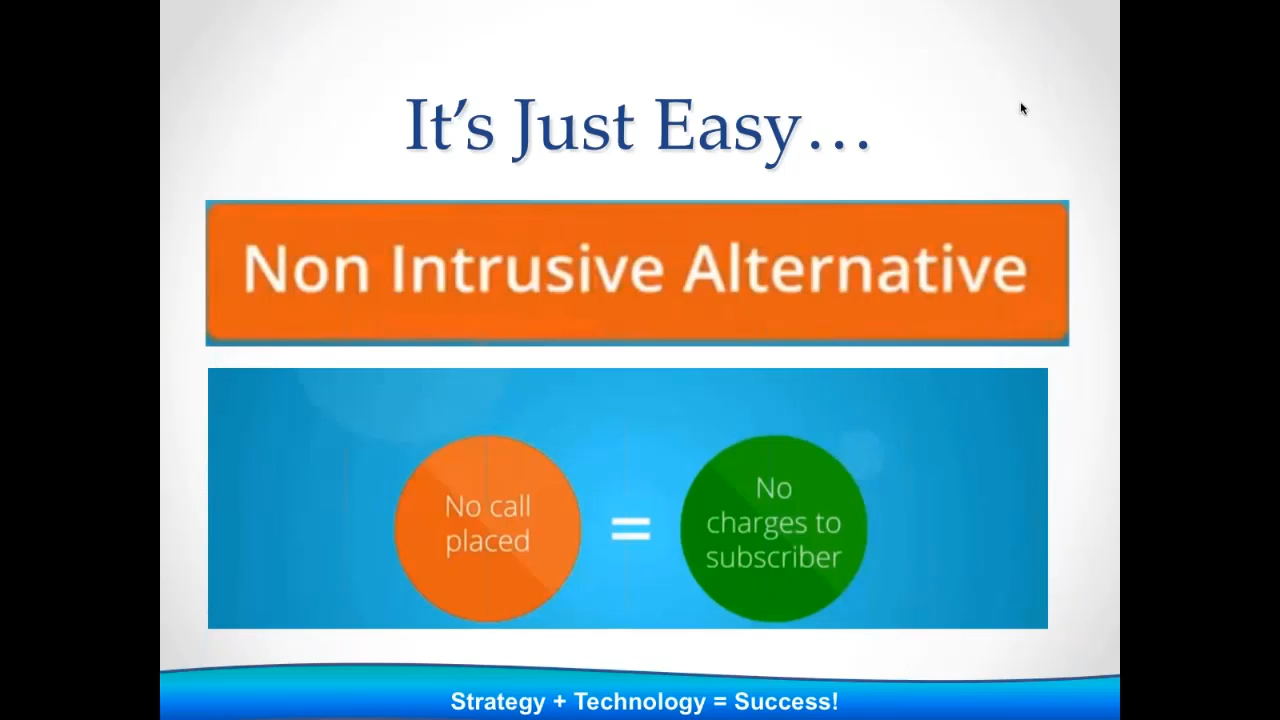 It’s Just Easy…
Non Intrusive Alternative
No call
placed
=
No
charges to
subscriber
Strategy + Technology = Success!